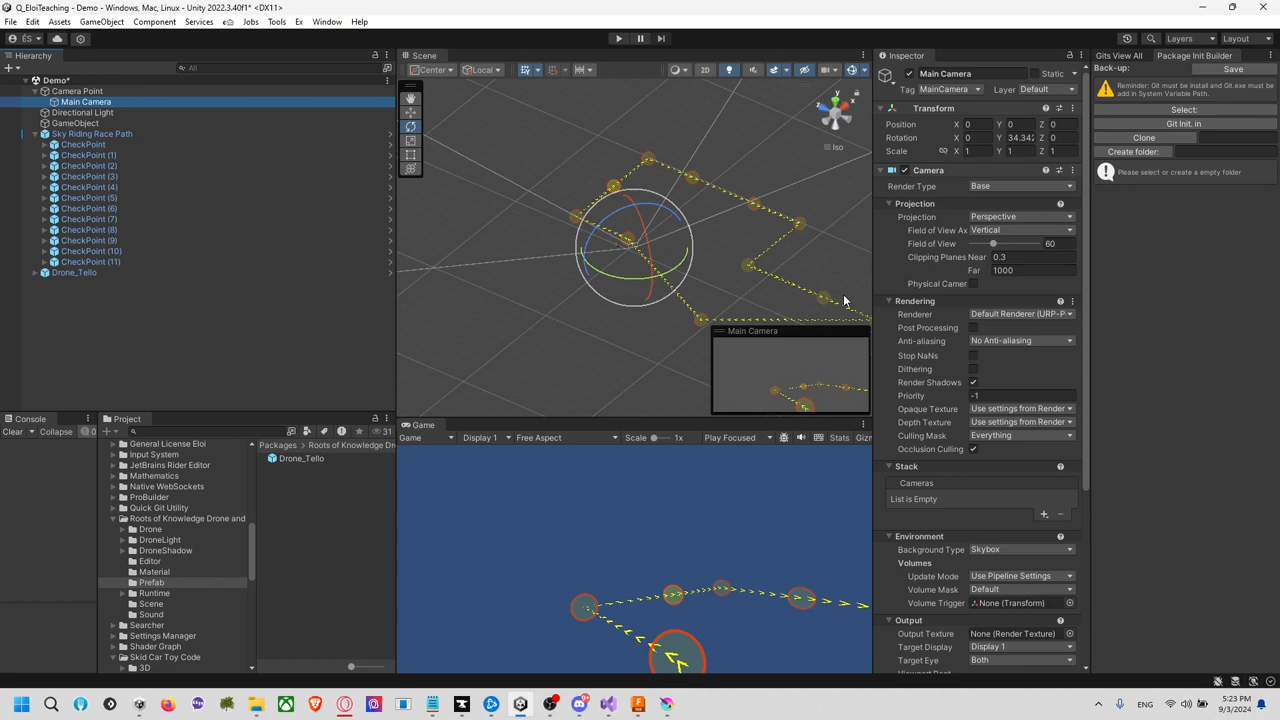 Q_EloiTeaching - Demo - Windows, Mac, Linux - Unity 2022.3.40f1* <DX11>
File Edit Assets GameObject Component Services Jobs Tools Ex Window Help
ÉS Layers Layout
Hierarchy
All
Demo*
Camera Point
Main Camera
Directional Light
GameObject
Sky Riding Race Path
CheckPoint
CheckPoint (1)
CheckPoint (2)
CheckPoint (3)
CheckPoint (4)
CheckPoint (5)
CheckPoint (6)
CheckPoint (7)
CheckPoint (8)
CheckPoint (9)
CheckPoint (10)
CheckPoint (11)
Drone_Tello
Scene
Center Local 2D
y
Iso
Main Camera
Game
Game Display 1 Free Aspect Scale 1x Play Focused Stats Giz
Inspector
Main Camera Static
Tag MainCamera Layer Default
Transform
Position X 0 Y 0 Z 0
Rotation X 0 Y 34.342 Z 0
Scale X 1 Y 1 Z 1
Camera
Render Type Base
Projection
Projection Perspective
Field of View Ax Vertical
Field of View 60
Clipping Planes Near 0.3
Far 1000
Physical Camer
Rendering
Renderer Default Renderer (URP-P
Post Processing
Anti-aliasing No Anti-aliasing
Stop NaNs
Dithering
Render Shadows
Priority -1
Opaque Texture Use settings from Render
Depth Texture Use settings from Render
Culling Mask Everything
Occlusion Culling
Stack
Cameras
List is Empty
Environment
Background Type Skybox
Volumes
Update Mode Use Pipeline Settings
Volume Mask Default
Volume Trigger None (Transform)
Output
Output Texture None (Render Texture)
Target Display Display 1
Target Eye Both
Gits View All Package Init Builder
Back-up: Save
Reminder: Git must be install and Git.exe must be add in System Variable Path.
Select:
Git Init. in
Clone
Create folder:
Please select or create a empty folder
Console
Clear Collapse 0
Project
31
General License Eloi
Input System
JetBrains Rider Editor
Mathematics
Native WebSockets
ProBuilder
Quick Git Utility
Roots of Knowledge Drone and
Drone
DroneLight
DroneShadow
Editor
Material
Prefab
Runtime
Scene
Sound
Searcher
Settings Manager
Shader Graph
Skid Car Toy Code
3D
Packages Roots of Knowledge Dro
Drone_Tello
ENG
5:23 PM
9/3/2024